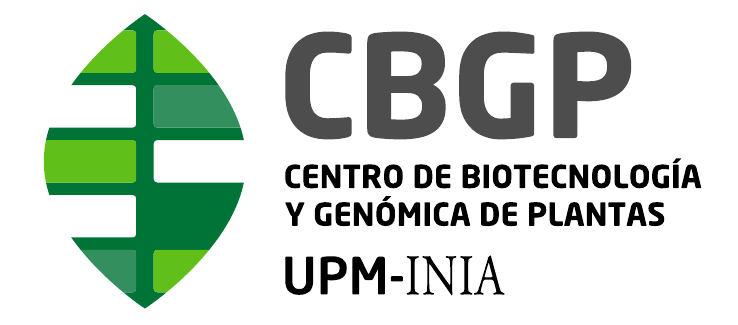 CBGP
CENTRO DE BIOTECNOLOGÍA
Y GENÓMICA DE PLANTAS
UPM-INIA